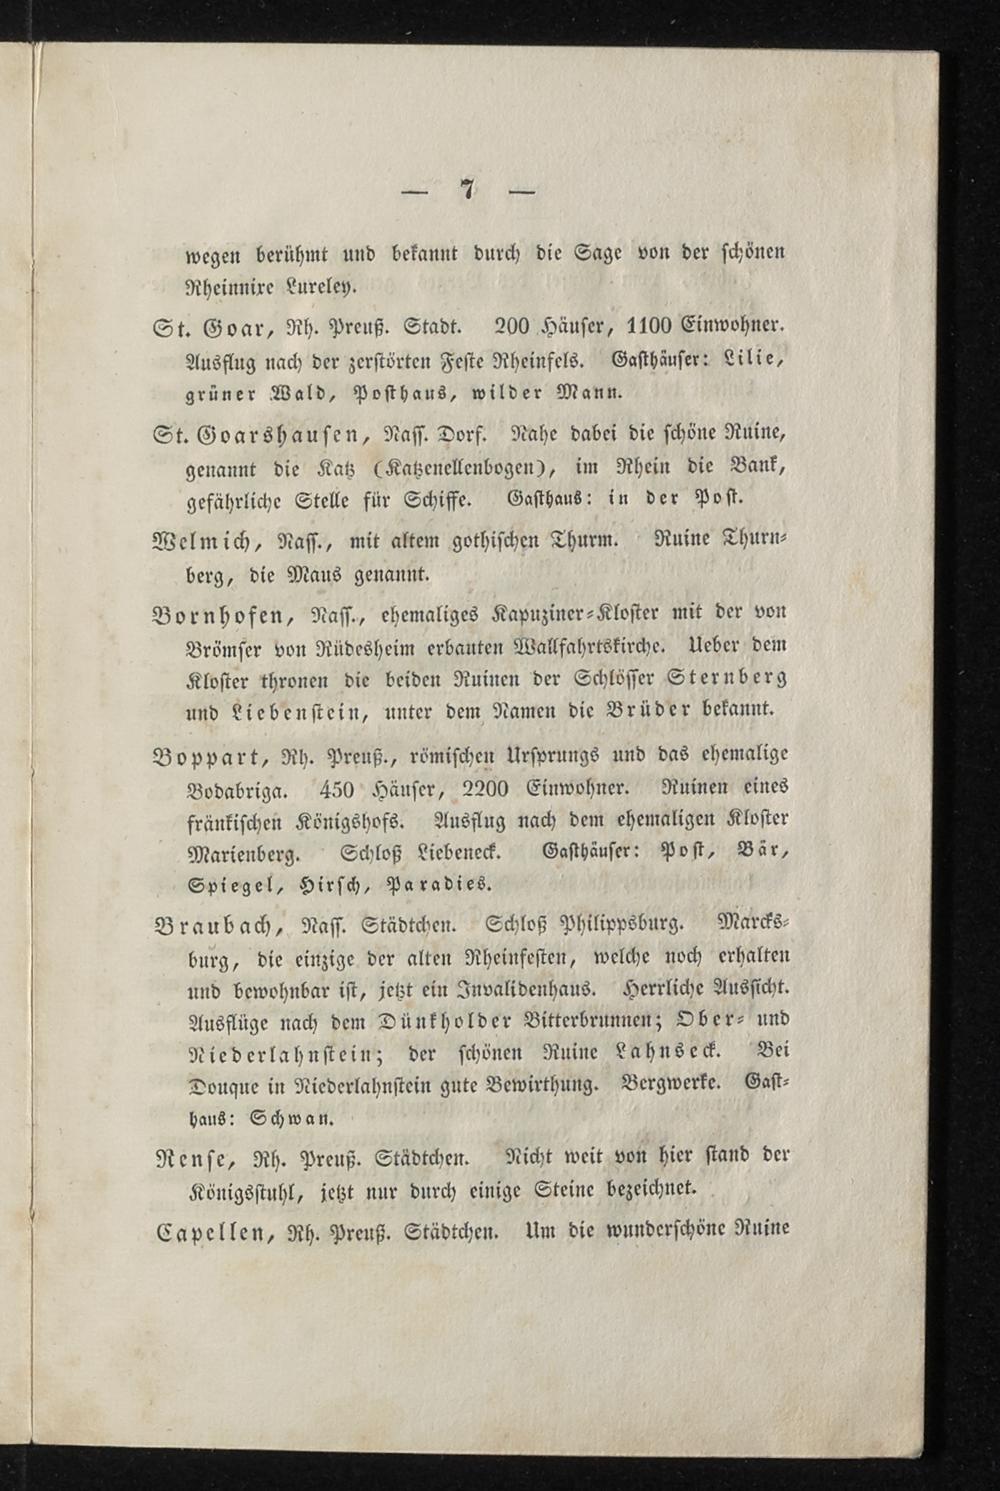 — 7 —
wegen berühmt und bekannt durch die Sage von der schönen
Rheinnixe Lureley.
St. Goar, Rh. Preuß. Stadt. 200 Häuser, 1100 Einwohner.
Ausflug nach der zerstörten Feste Rheinfels. Gasthäuser: Lilie,
grüner Wald, Posthaus, wilder Mann.
St. Goarshausen, Nass. Dorf. Nahe dabei die schöne Ruine,
genannt die Katz (Katzenellenbogen), im Rhein die Bank,
gefährliche Stelle für Schiffe. Gasthaus: in der Post.
Welmich, Nass., mit altem gothischen Thurm. Ruine Thurn-
berg, die Maus genannt.
Bornhofen, Nass., ehemaliges Kapuziner-Kloster mit der von
Brömser von Rüdesheim erbauten Wallfahrtskirche. Ueber dem
Kloster thronen die beiden Ruinen der Schlösser Sternberg
und Liebenstein, unter dem Namen die Brüder bekannt.
Boppart, Rh. Preuß., römischen Ursprungs und das ehemalige
Bodabriga. 450 Häuser, 2200 Einwohner. Ruinen eines
fränkischen Königshofs. Ausflug nach dem ehemaligen Kloster
Marienberg. Schloß Liebeneck. Gasthäuser: Post, Bär,
Spiegel, Hirsch, Paradies.
Braubach, Nass. Städtchen. Schloß Philippsburg. Marcks-
burg, die einzige der alten Rheinfesten, welche noch erhalten
und bewohnbar ist, jetzt ein Invalidenhaus. Herrliche Aussicht.
Ausflüge nach dem Dünkholder Bitterbrunnen; Ober- und
Niederlahnstein; der schönen Ruine Lahnseck. Bei
Douque in Niederlahnstein gute Bewirthung. Bergwerke. Gast-
haus: Schwan.
Rense, Rh. Preuß. Städtchen. Nicht weit von hier stand der
Königsstuhl, jetzt nur durch einige Steine bezeichnet.
Capellen, Rh. Preuß. Städtchen. Um die wunderschöne Ruine